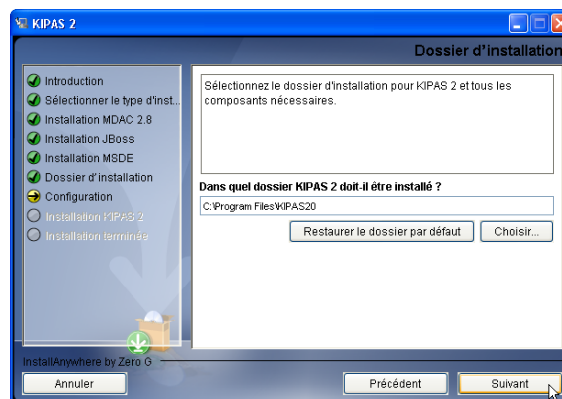 KIPAS 2
Dossier d'installation
Introduction
Sélectionner le type d'inst...
Installation MDAC 2.8
Installation JBoss
Installation MSDE
Dossier d'installation
Configuration
Installation KIPAS 2
Installation terminée
Sélectionnez le dossier d'installation pour KIPAS 2 et tous les
composants nécessaires.
Dans quel dossier KIPAS 2 doit-il être installé ?
C:\Program Files\KIPAS20
Restaurer le dossier par défaut
Choisir...
InstallAnywhere by Zero G
Annuler
Précédent
Suivant